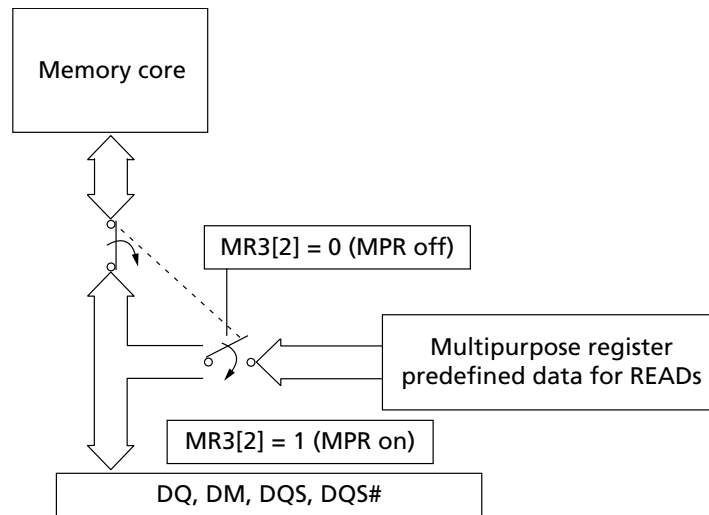 Memory core
MR3[2] = 0 (MPR off)
Multipurpose register
predefined data for READs
MR3[2] = 1 (MPR on)
DQ, DM, DQS, DQS#